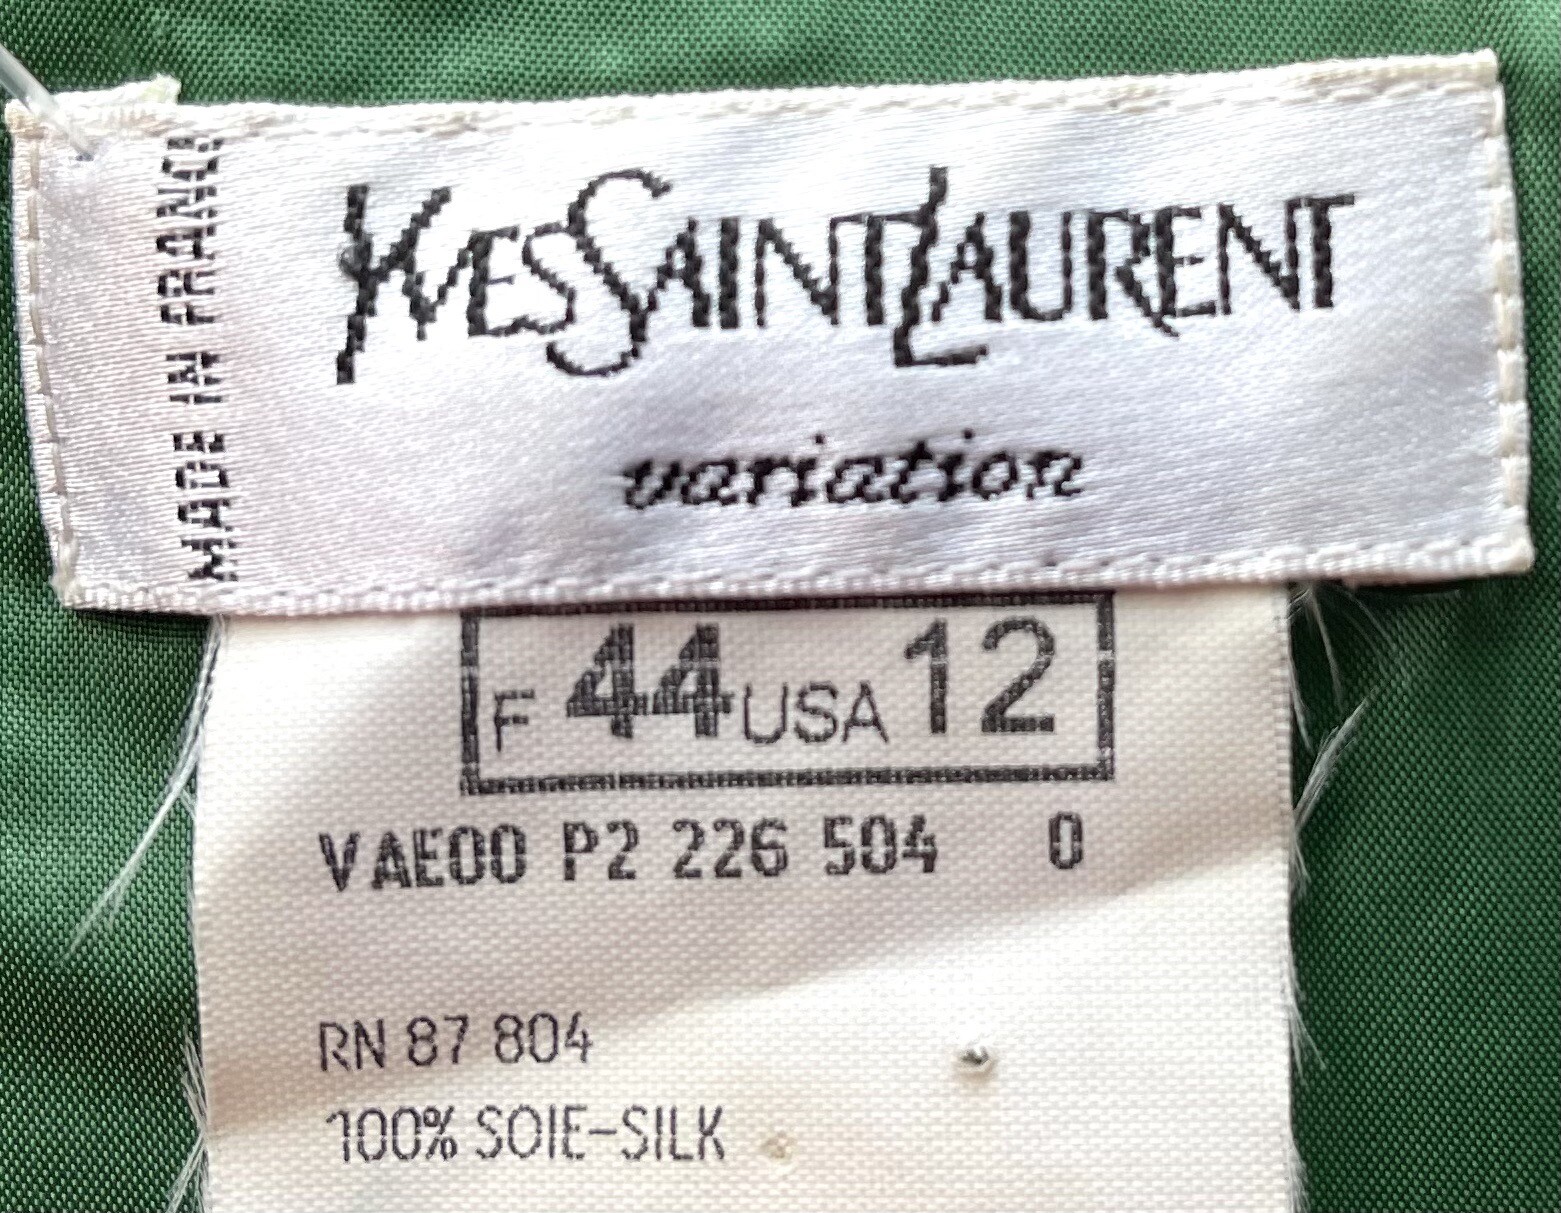 YVESSAINTLAURENT
variation
MADE IN FRANCE
F 44 USA 12
VAE00 P2 226 504 0
RN 87 804
100% SOIE-SILK